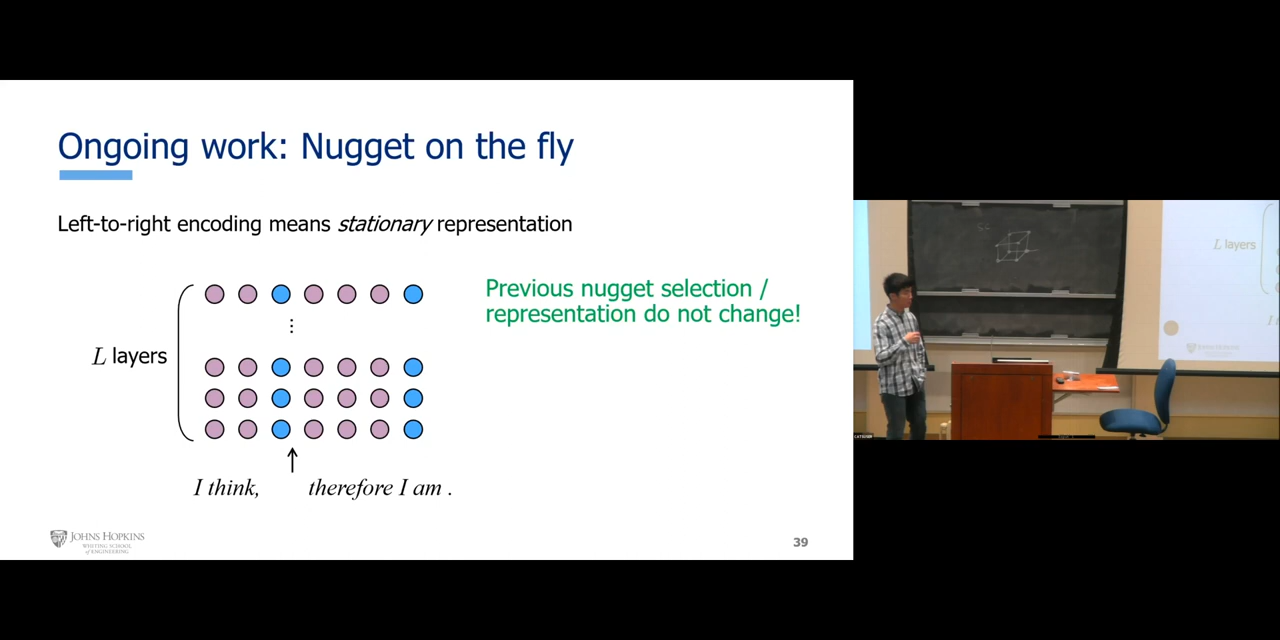 Ongoing work: Nugget on the fly
Left-to-right encoding means stationary representation
Previous nugget selection /
representation do not change!
L layers
I think, therefore I am .
JOHNS HOPKINS
WHITING SCHOOL
of ENGINEERING
39
L layers